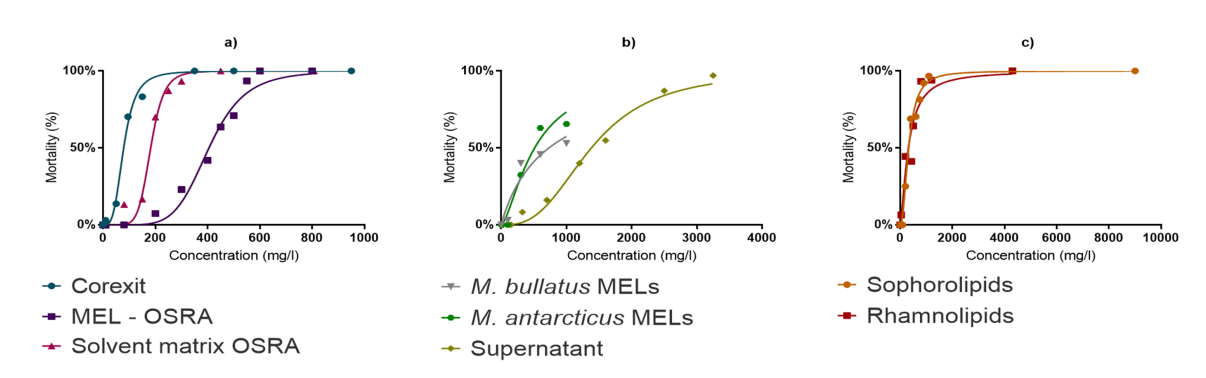 a)
100%
50%
0%
Mortality (%)
0 200 400 600 800 1000
Concentration (mg/l)
Corexit
MEL - OSRA
Solvent matrix OSRA
b)
100%
50%
0%
Mortality (%)
0 1000 2000 3000 4000
Concentration (mg/l)
M. bullatus MELs
M. antarcticus MELs
Supernatant
c)
100%
50%
0%
Mortality (%)
0 2000 4000 6000 8000 10000
Concentration (mg/l)
Sophorolipids
Rhamnolipids